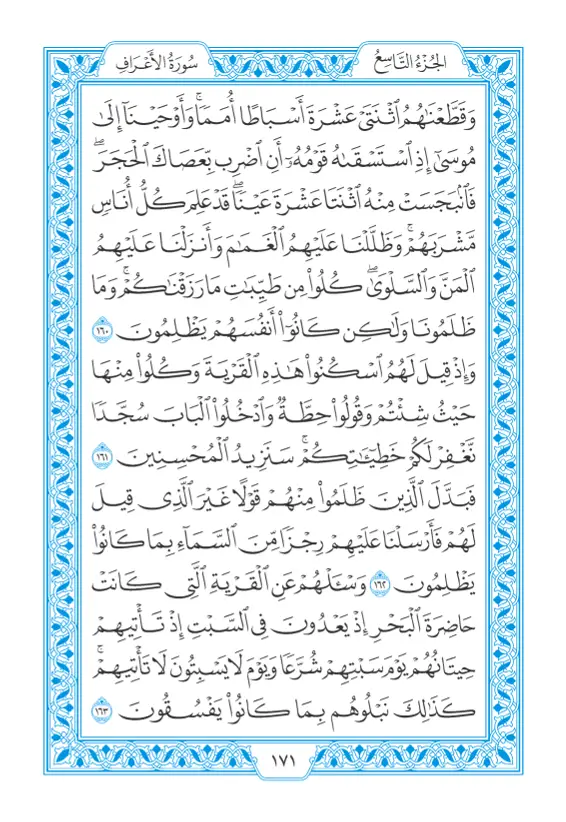 الجُزْءُ التَّاسِعُ
سُورَةُ الأَعْرَافِ
وَقَطَّعْنَٰهُمُ ٱثْنَتَىْ عَشْرَةَ أَسْبَاطًا أُمَمًا ۚ وَأَوْحَيْنَآ إِلَىٰ
مُوسَىٰٓ إِذِ ٱسْتَسْقَىٰهُ قَوْمُهُۥٓ أَنِ ٱضْرِب بِّعَصَاكَ ٱلْحَجَرَ ۖ
فَٱنۢبَجَسَتْ مِنْهُ ٱثْنَتَا عَشْرَةَ عَيْنًا ۖ قَدْ عَلِمَ كُلُّ أُنَاسٍ
مَّشْرَبَهُمْ ۚ وَظَلَّلْنَا عَلَيْهِمُ ٱلْغَمَٰمَ وَأَنزَلْنَا عَلَيْهِمُ
ٱلْمَنَّ وَٱلسَّلْوَىٰ ۖ كُلُوا۟ مِن طَيِّبَٰتِ مَا رَزَقْنَٰكُمْ ۚ وَمَا
ظَلَمُونَا وَلَٰكِن كَانُوٓا۟ أَنفُسَهُمْ يَظْلِمُونَ ١٦٠
وَإِذْ قِيلَ لَهُمُ ٱسْكُنُوا۟ هَٰذِهِ ٱلْقَرْيَةَ وَكُلُوا۟ مِنْهَا
حَيْثُ شِئْتُمْ وَقُولُوا۟ حِطَّةٌ وَٱدْخُلُوا۟ ٱلْبَابَ سُجَّدًا
نَّغْفِرْ لَكُمْ خَطِيٓـَٰٔتِكُمْ ۚ سَنَزِيدُ ٱلْمُحْسِنِينَ ١٦١
فَبَدَّلَ ٱلَّذِينَ ظَلَمُوا۟ مِنْهُمْ قَوْلًا غَيْرَ ٱلَّذِى قِيلَ
لَهُمْ فَأَرْسَلْنَا عَلَيْهِمْ رِجْزًا مِّنَ ٱلسَّمَآءِ بِمَا كَانُوا۟
يَظْلِمُونَ ١٦٢ وَسْـَٔلْهُمْ عَنِ ٱلْقَرْيَةِ ٱلَّتِى كَانَتْ
حَاضِرَةَ ٱلْبَحْرِ إِذْ يَعْدُونَ فِى ٱلسَّبْتِ إِذْ تَأْتِيهِمْ
حِيتَانُهُمْ يَوْمَ سَبْتِهِمْ شُرَّعًا وَيَوْمَ لَا يَسْبِتُونَ لَا تَأْتِيهِمْ ۚ
كَذَٰلِكَ نَبْلُوهُم بِمَا كَانُوا۟ يَفْسُقُونَ ١٦٣
١٧١